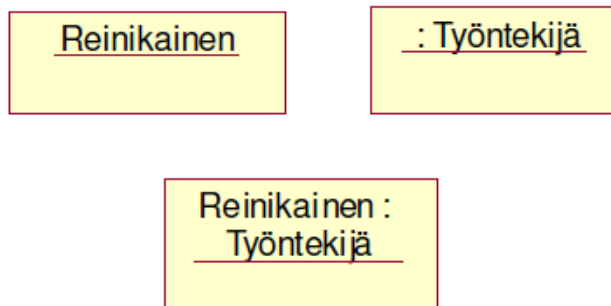 Reinikainen
: Työntekijä
Reinikainen :
Työntekijä